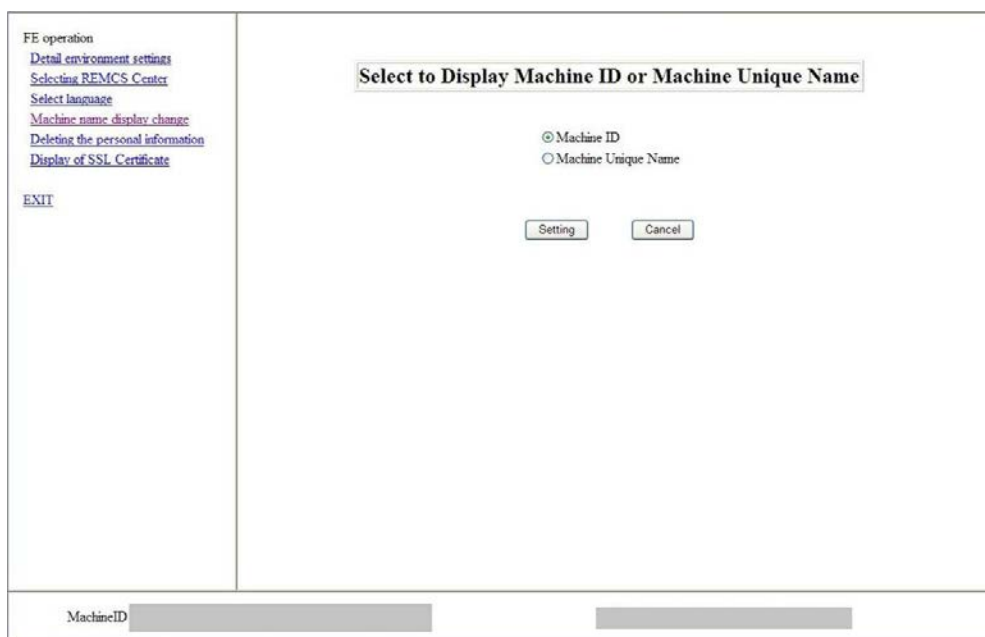 FE operation
Detail environment settings
Selecting REMCS Center
Select language
Machine name display change
Deleting the personal information
Display of SSL Certificate
EXIT
Select to Display Machine ID or Machine Unique Name
Machine ID
Machine Unique Name
Setting Cancel
MachineID